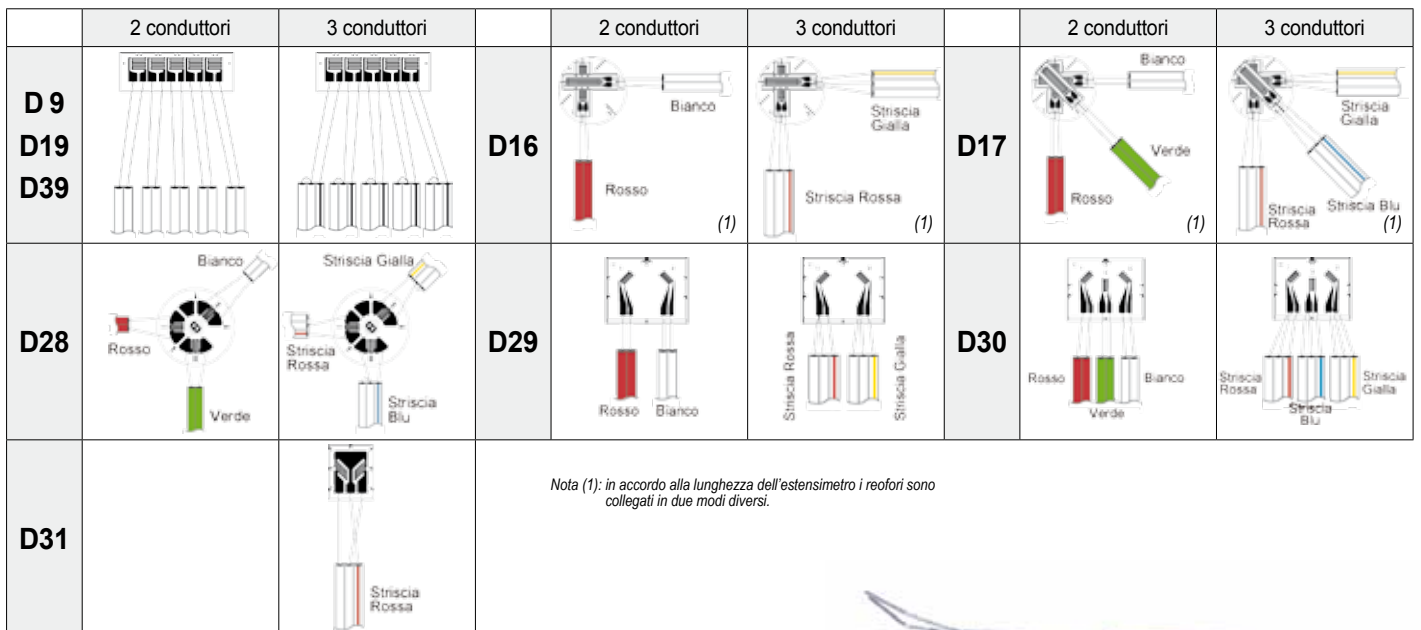 2 conduttori
3 conduttori
2 conduttori
3 conduttori
2 conduttori
3 conduttori
D 9
D19
D39
D16
Bianco
Rosso
(1)
Striscia
Gialla
Striscia Rossa
(1)
D17
Bianco
Verde
Rosso
(1)
Striscia
Gialla
Striscia Blu
Striscia
Rossa
(1)
D28
Bianco
Rosso
Verde
Striscia Gialla
Striscia
Rossa
Striscia
Blu
D29
Rosso
Bianco
Striscia Rossa
Striscia Gialla
D30
Rosso
Verde
Bianco
Striscia
Rossa
Striscia
Blu
Striscia
Gialla
D31
Striscia
Rossa
Nota (1): in accordo alla lunghezza dell'estensimetro i reofori sono
collegati in due modi diversi.